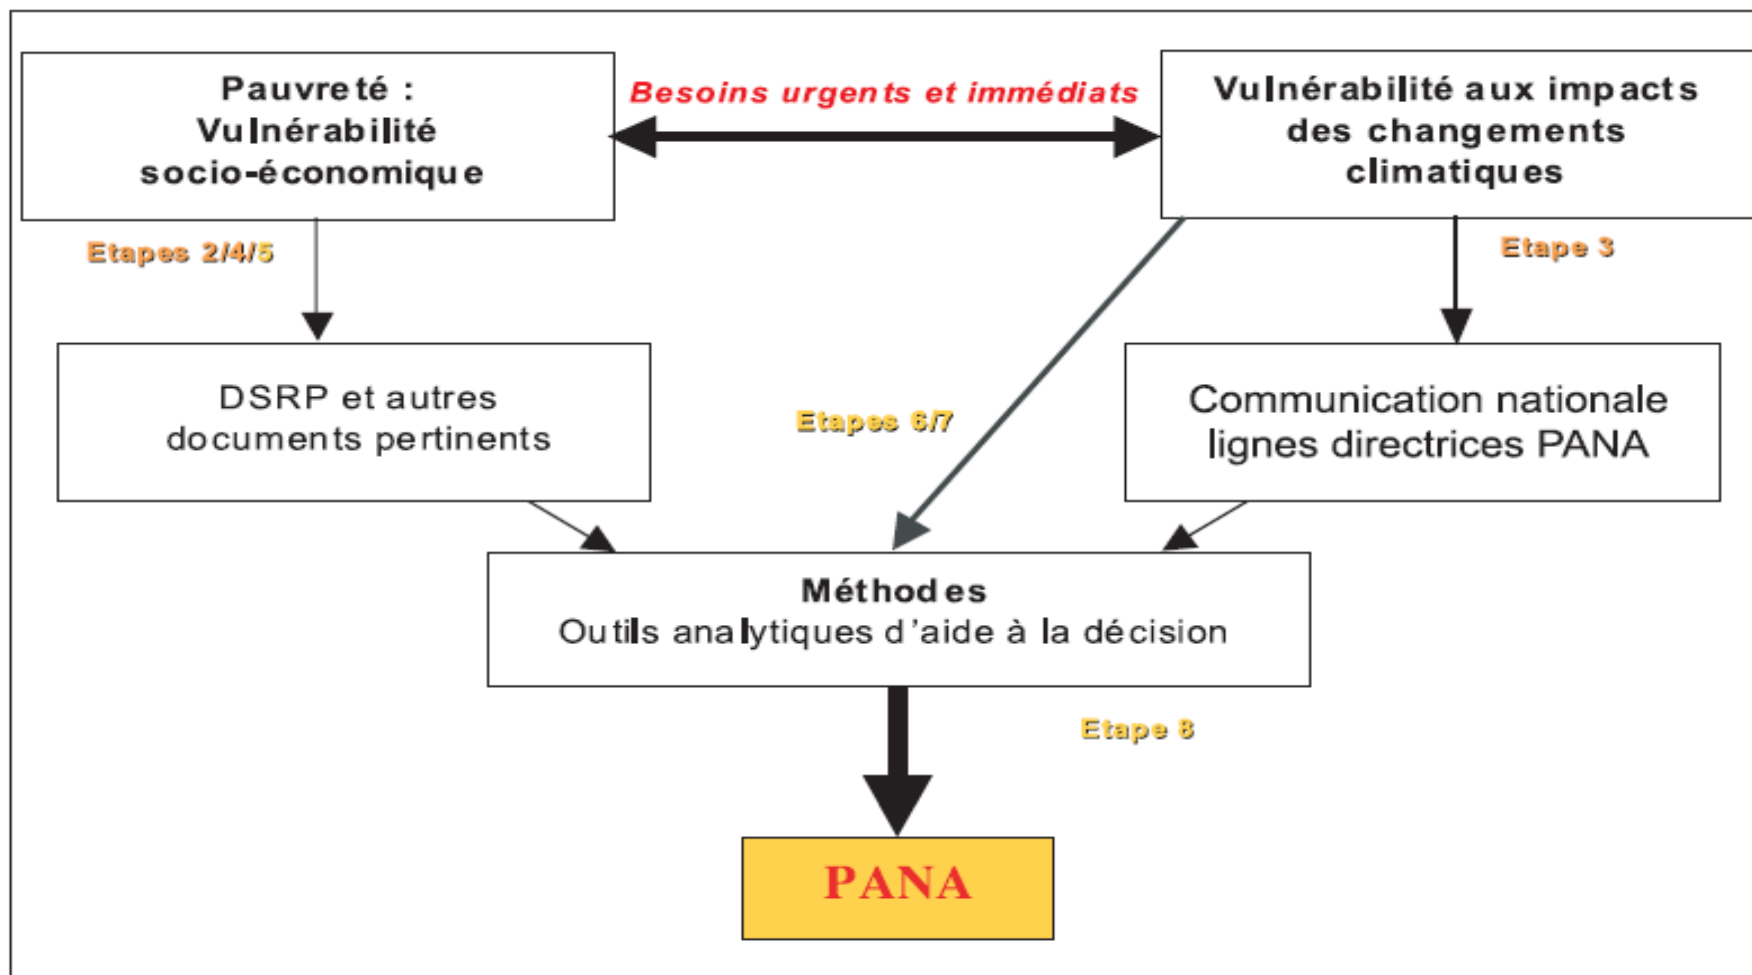 Pauvreté :
Vulnérabilité
socio-économique
Besoins urgents et immédiats
Vulnérabilité aux impacts
des changements
climatiques
Etapes 2/4/5
Etape 3
DSRP et autres
documents pertinents
Etapes 6/7
Communication nationale
lignes directrices PANA
Méthodes
Outils analytiques d'aide à la décision
Etape 8
PANA